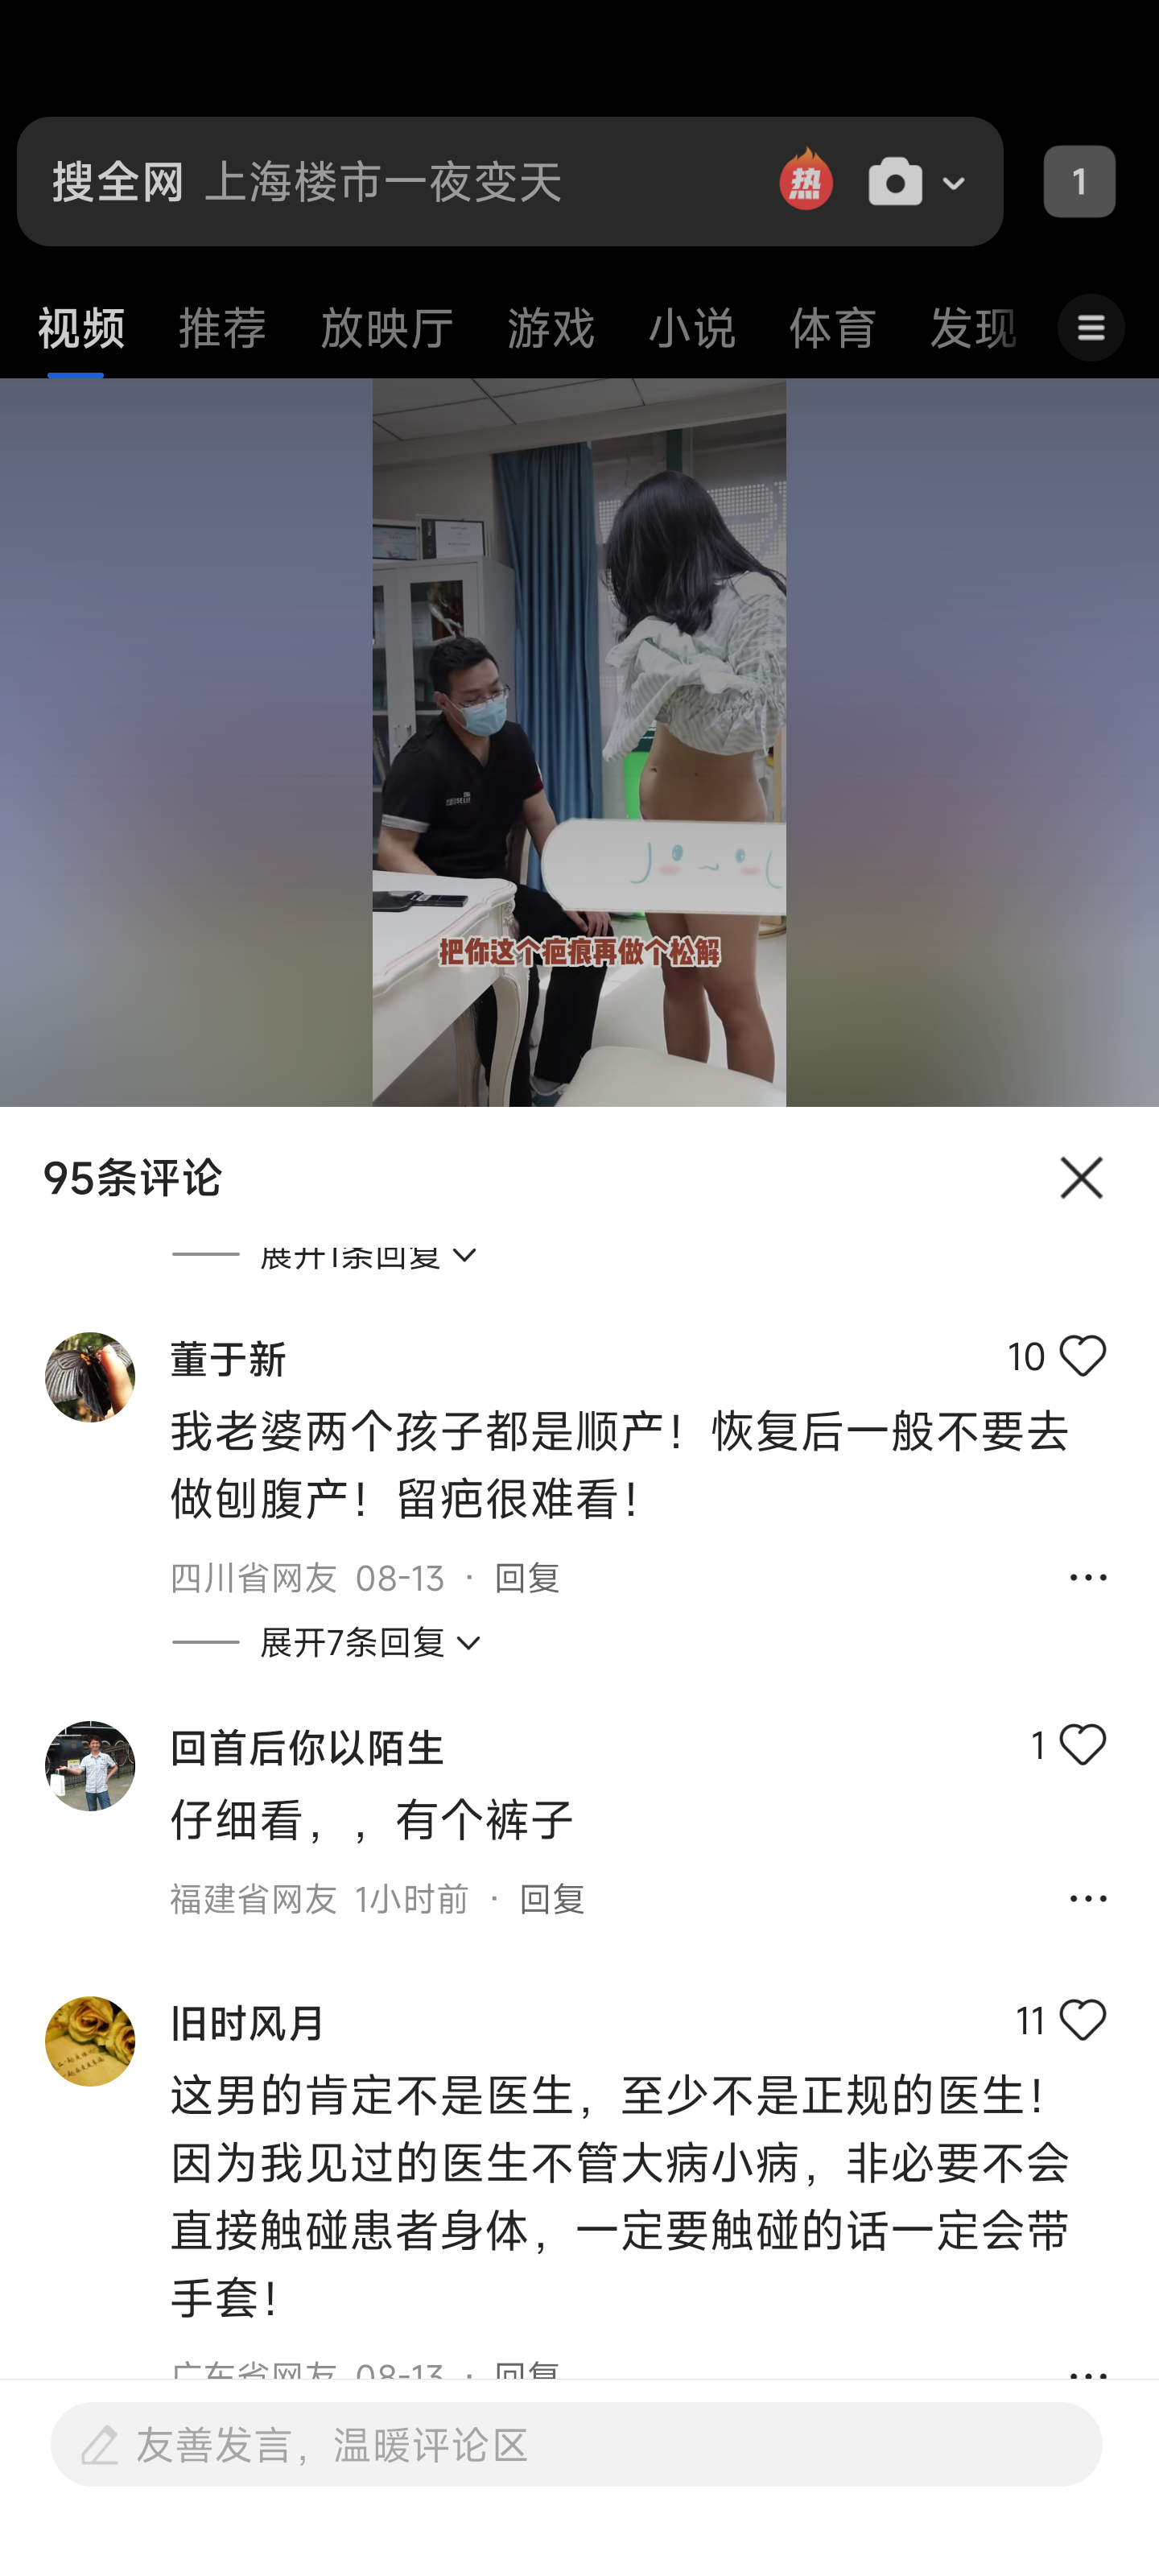 搜全网 上海楼市一夜变天 热 1
视频 推荐 放映厅 游戏 小说 体育 发现
把你这个疤痕再做个松解
95条评论
展开1条回复
董于新 10
我老婆两个孩子都是顺产！恢复后一般不要去
做刨腹产！留疤很难看！
四川省网友 08-13 · 回复
展开7条回复
回首后你以陌生 1
仔细看，，有个裤子
福建省网友 1小时前 · 回复
旧时风月 11
这男的肯定不是医生，至少不是正规的医生！
因为我见过的医生不管大病小病，非必要不会
直接触碰患者身体，一定要触碰的话一定会带
手套！
广东省网友 08-13 · 回复
友善发言，温暖评论区